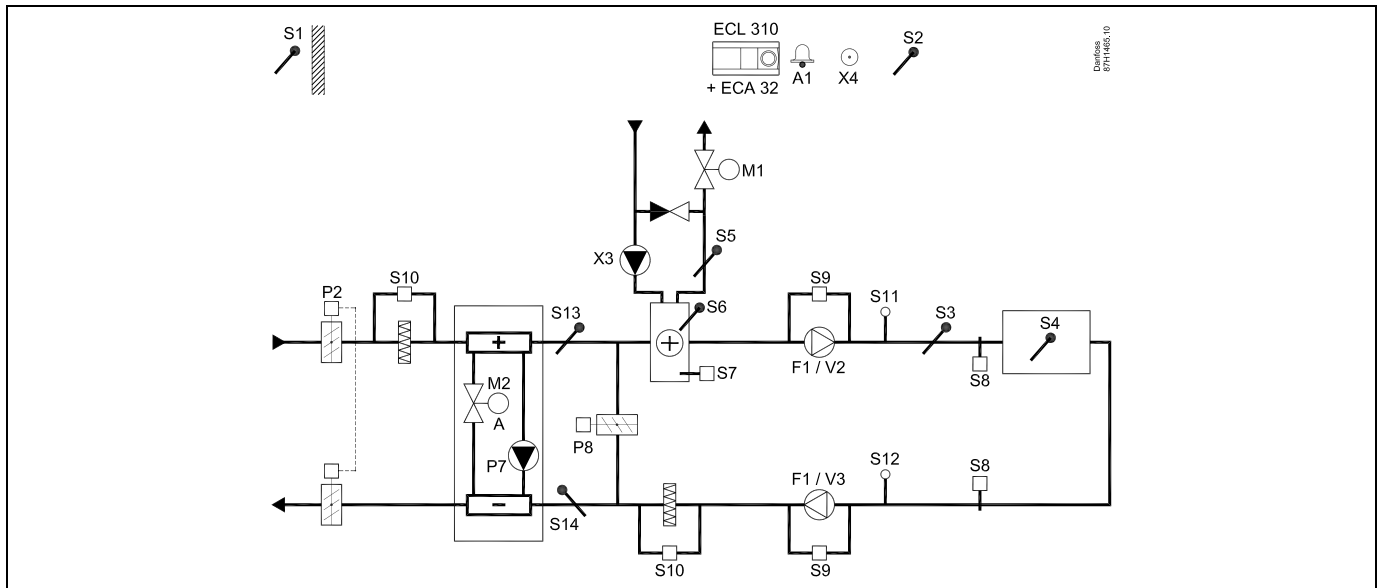 S1
ECL 310
+ ECA 32
A1
X4
S2
Danfoss
87H1465.10
M1
S5
X3
P2
S10
S13
S6
S7
S9
F1 / V2
S11
S3
S8
S4
+
+
M2
A
P7
P8
-
S14
S10
F1 / V3
S9
S12
S8